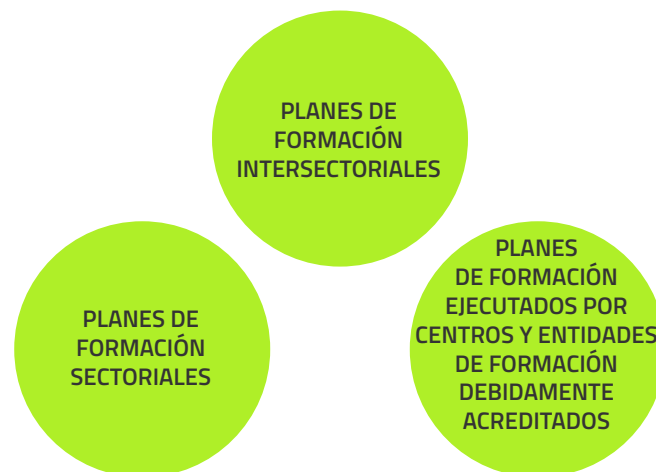 PLANES DE
FORMACIÓN
INTERSECTORIALES
PLANES DE
FORMACIÓN
SECTORIALES
PLANES
DE FORMACIÓN
EJECUTADOS POR
CENTROS Y ENTIDADES
DE FORMACIÓN
DEBIDAMENTE
ACREDITADOS